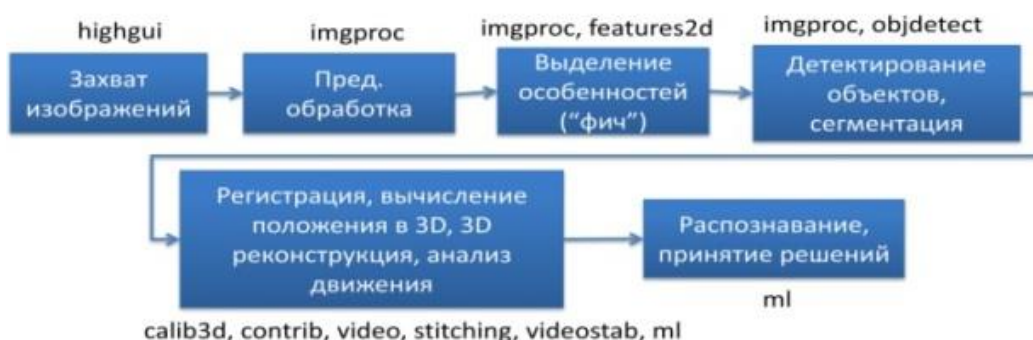 highgui
imgproc
imgproc, features2d
imgproc, objdetect
Захват
изображений
Пред.
обработка
Выделение
особенностей
("фич")
Детектирование
объектов,
сегментация
Регистрация, вычисление
положения в 3D, 3D
реконструкция, анализ
движения
Распознавание,
принятие решений
ml
calib3d, contrib, video, stitching, videostab, ml